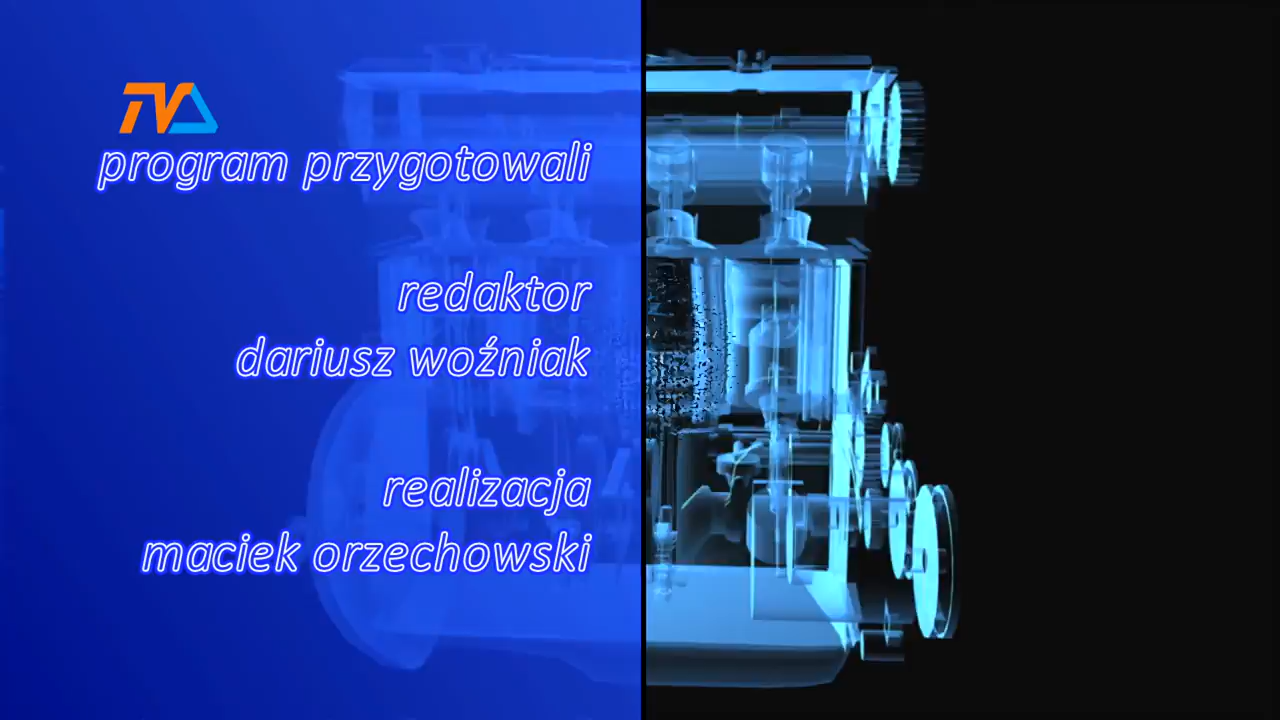 TVA
program przygotowali
redaktor
dariusz woźniak
realizacja
maciek orzechowski